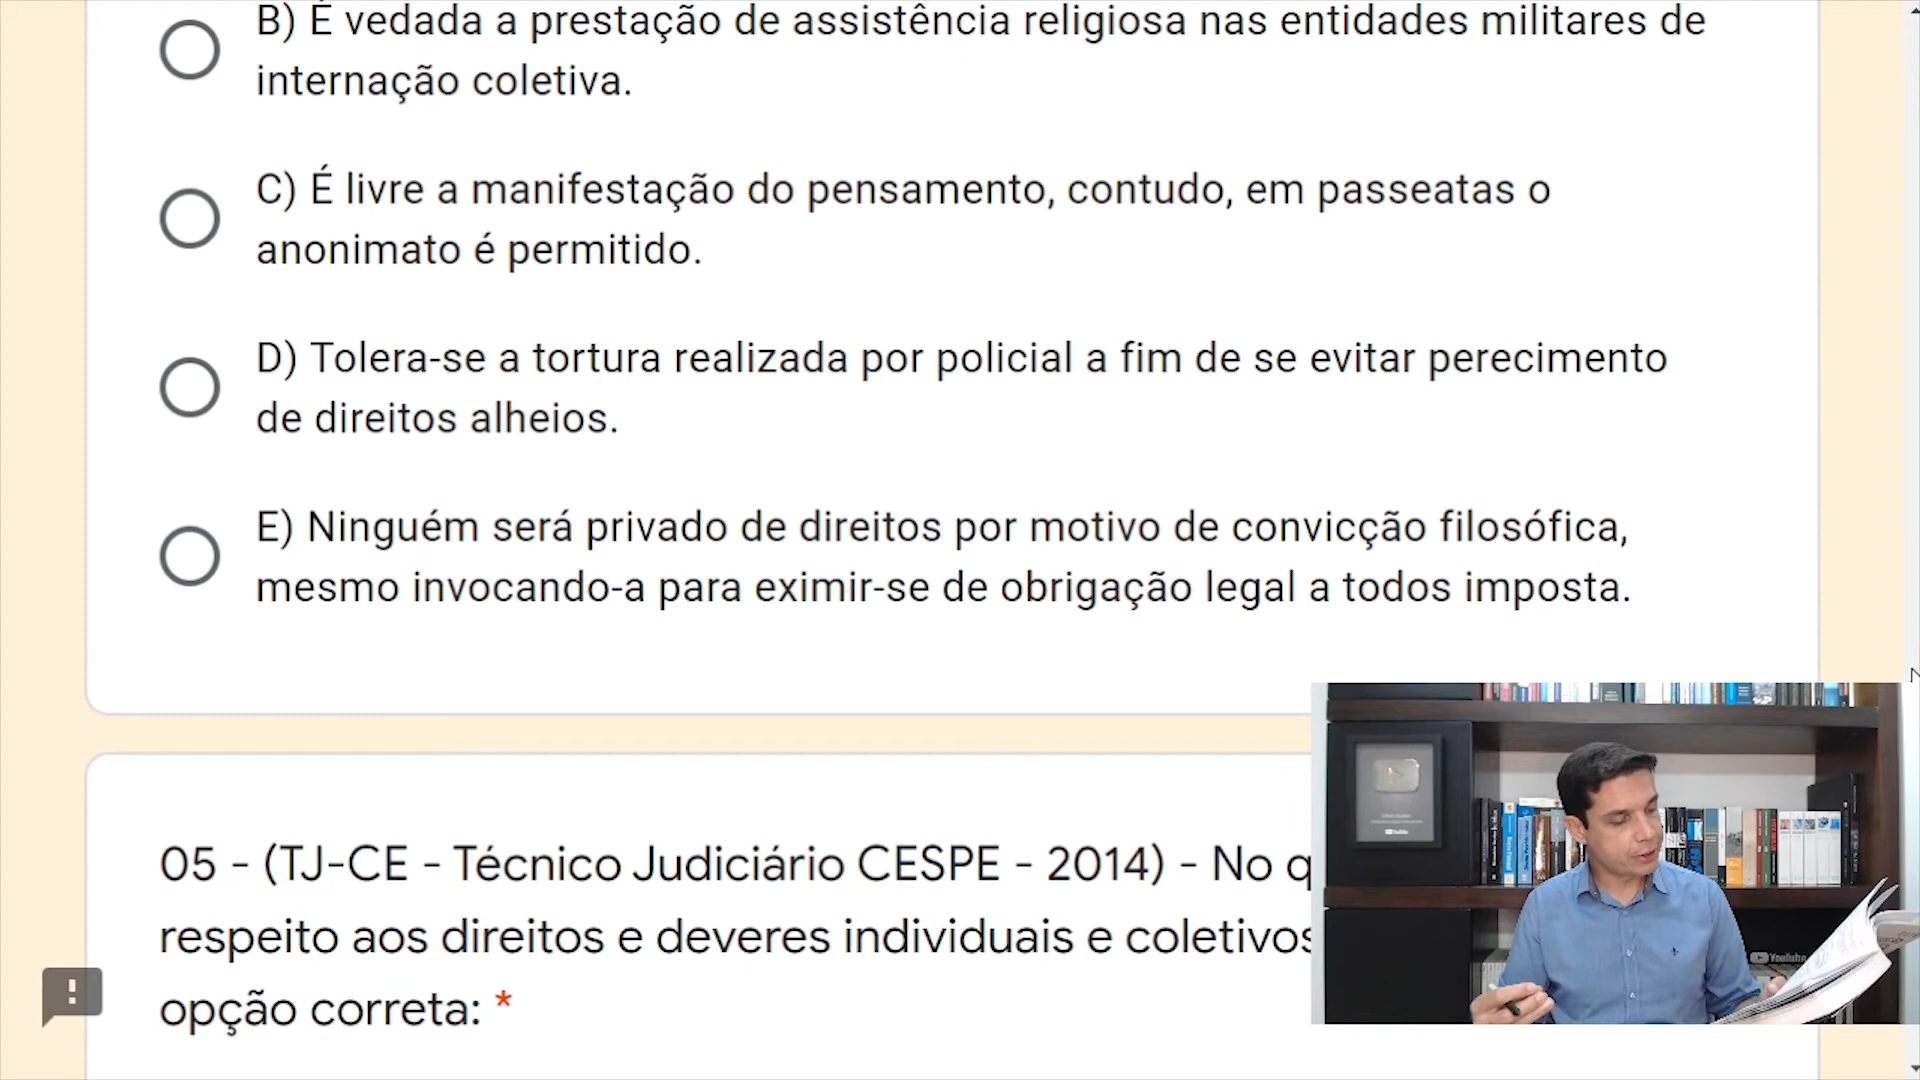 B) É vedada a prestação de assistência religiosa nas entidades militares de
internação coletiva.
C) É livre a manifestação do pensamento, contudo, em passeatas o
anonimato é permitido.
D) Tolera-se a tortura realizada por policial a fim de se evitar perecimento
de direitos alheios.
E) Ninguém será privado de direitos por motivo de convicção filosófica,
mesmo invocando-a para eximir-se de obrigação legal a todos imposta.
05 - (TJ-CE - Técnico Judiciário CESPE - 2014) - No q
respeito aos direitos e deveres individuais e coletivos
opção correta: *
YouTube